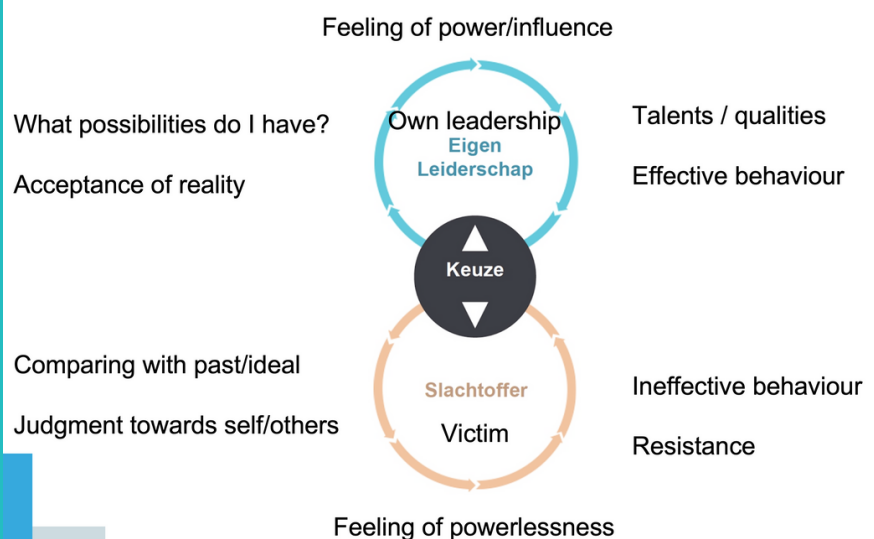 Feeling of power/influence
What possibilities do I have?
Acceptance of reality
Own leadership
Eigen
Leiderschap
Talents / qualities
Effective behaviour
Keuze
Comparing with past/ideal
Judgment towards self/others
Slachtoffer
Victim
Ineffective behaviour
Resistance
Feeling of powerlessness